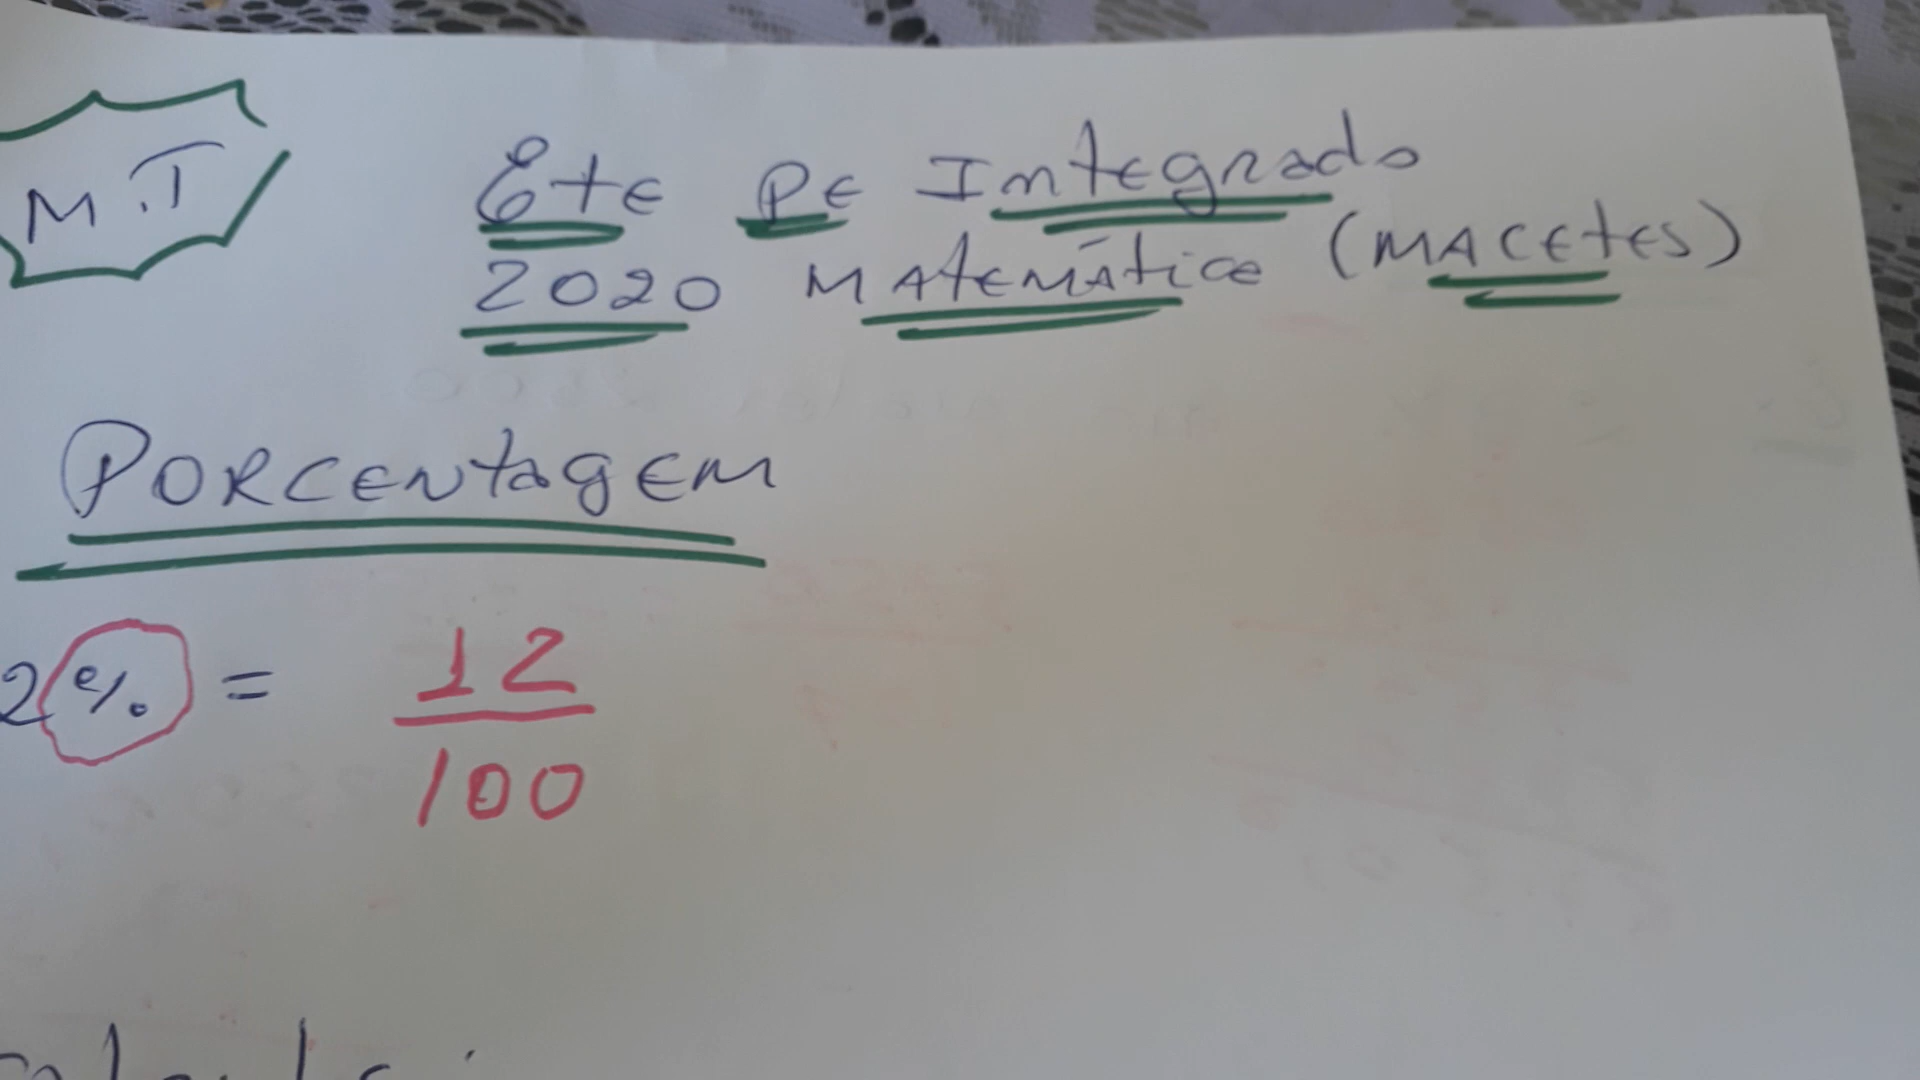 M.T
Ete PE Integrado
2020 Matemática (macetes)
Porcentagem
2% = 12/100